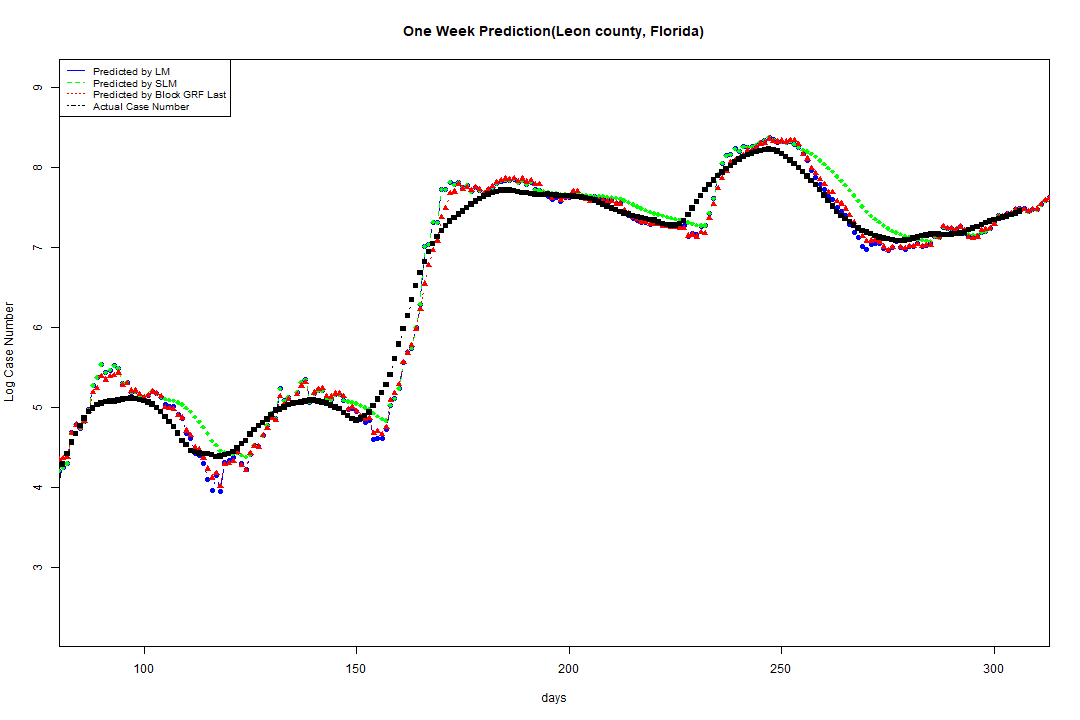 One Week Prediction(Leon county, Florida)
Predicted by LM
Predicted by SLM
Predicted by Block GRF Last
Actual Case Number
9
8
7
6
5
4
3
Log Case Number
100 150 200 250 300
days